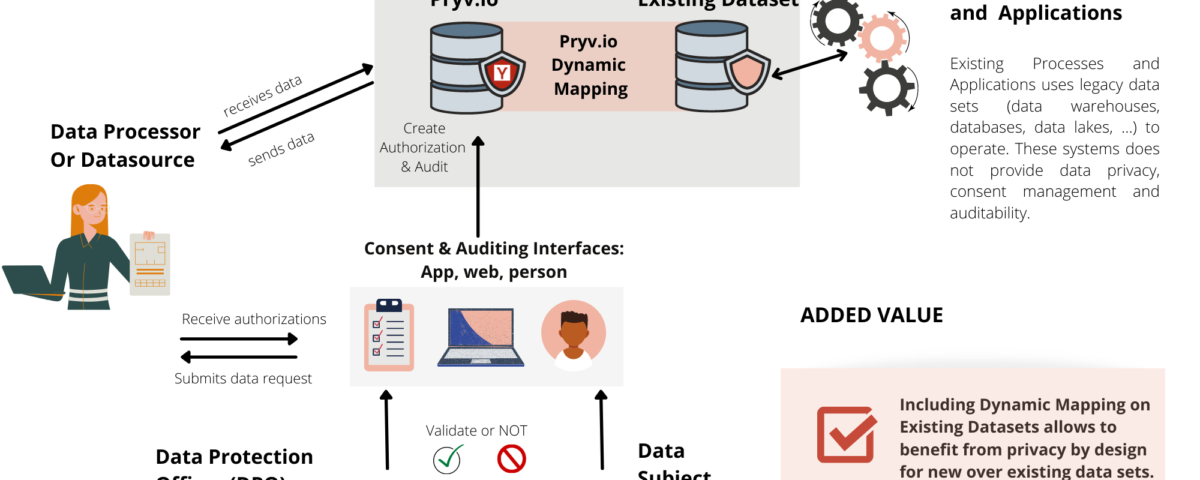 Pryv.io
Existing Dataset
and Applications
Pryv.io
Dynamic
Mapping
receives data
sends data
Data Processor
Or Datasource
Create
Authorization
& Audit
Existing Processes and
Applications uses legacy data
sets (data warehouses,
databases, data lakes, ...) to
operate. These systems does
not provide data privacy,
consent management and
auditability.
Consent & Auditing Interfaces:
App, web, person
Receive authorizations
Submits data request
ADDED VALUE
Including Dynamic Mapping on
Existing Datasets allows to
benefit from privacy by design
for new over existing data sets.
Validate or NOT
Data Protection
Officer (DPO)
Data
Subject